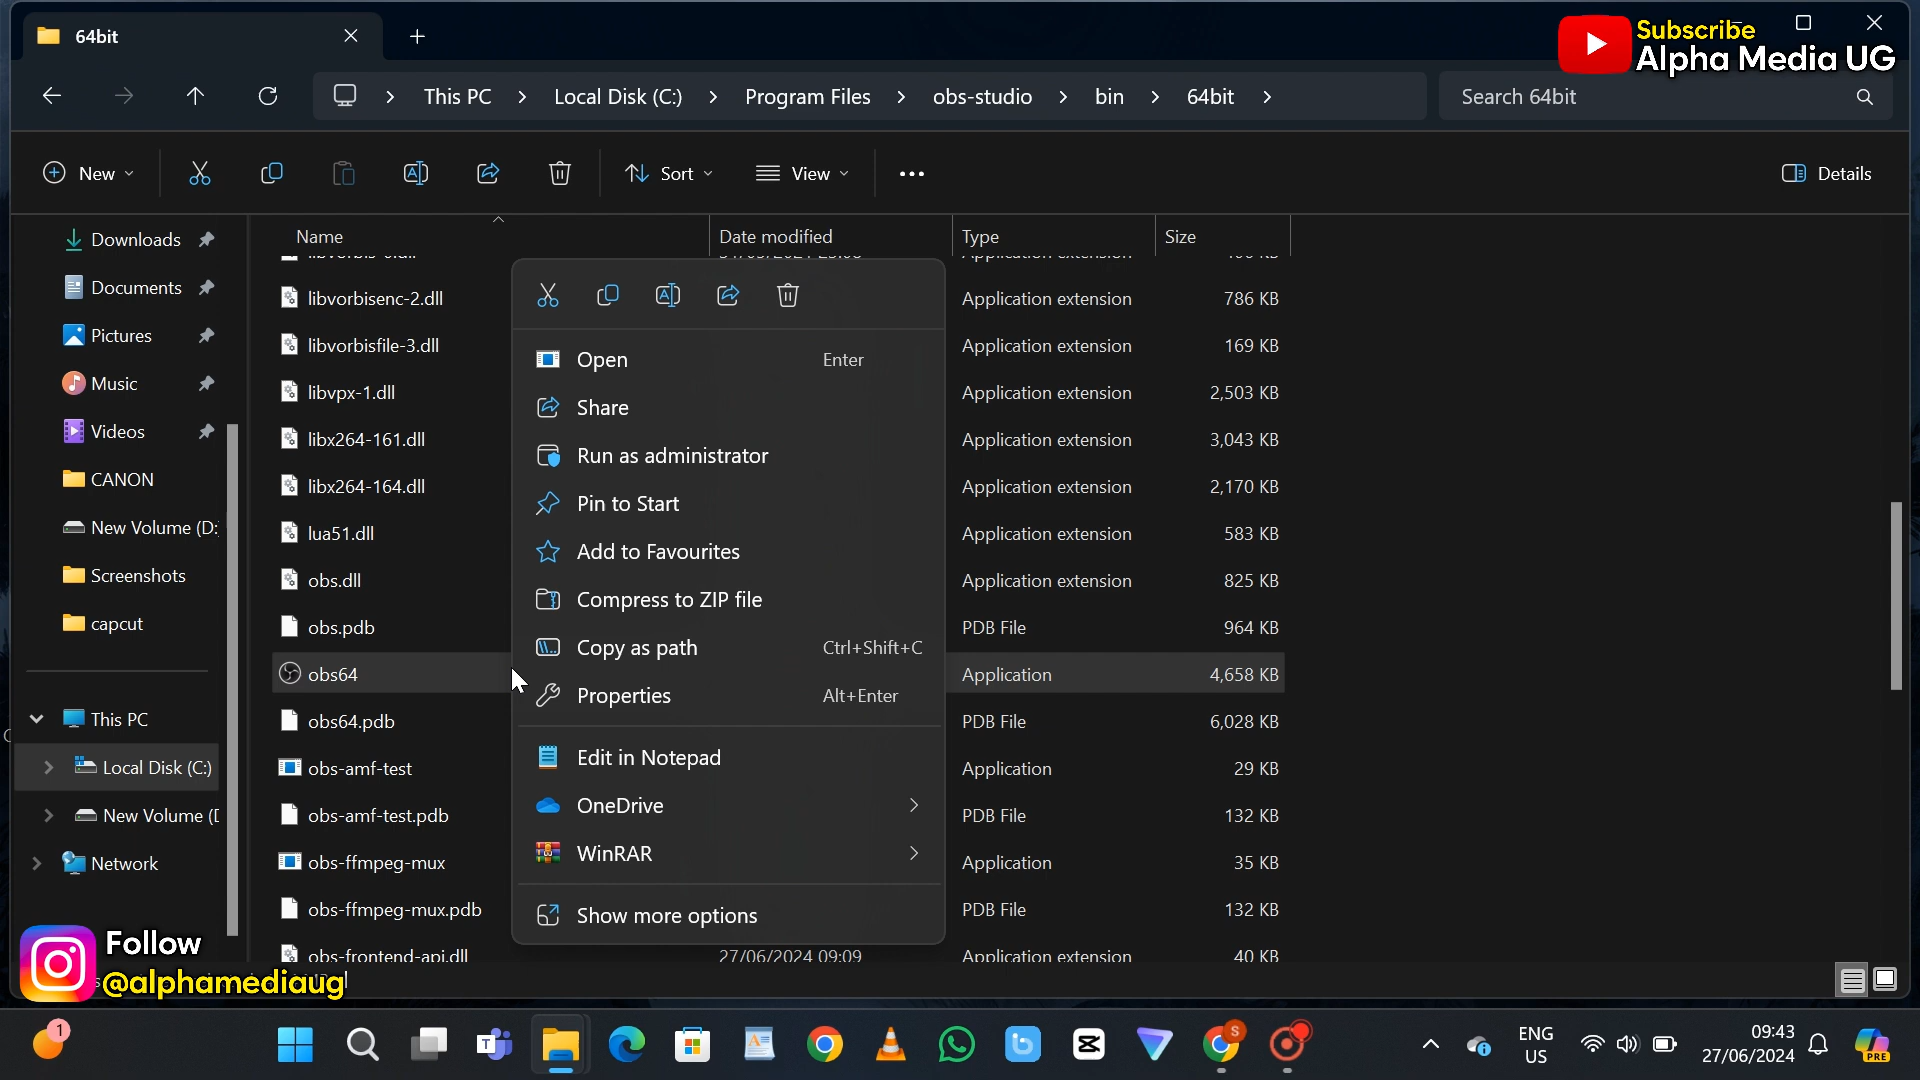 64bit
Subscribe
Alpha Media UG
This PC > Local Disk (C:) > Program Files > obs-studio > bin > 64bit >
Search 64bit
New
Sort
View
Details
Name
Date modified
Type
Size
Downloads
Documents
Pictures
Music
Videos
CANON
New Volume (D:
Screenshots
capcut
This PC
Local Disk (C:)
New Volume (D
Network
libvorbisenc-2.dll Application extension 786 KB
libvorbisfile-3.dll Application extension 169 KB
libvpx-1.dll Application extension 2,503 KB
libx264-161.dll Application extension 3,043 KB
libx264-164.dll Application extension 2,170 KB
lua51.dll Application extension 583 KB
obs.dll Application extension 825 KB
obs.pdb PDB File 964 KB
obs64 Application 4,658 KB
obs64.pdb PDB File 6,028 KB
obs-amf-test Application 29 KB
obs-amf-test.pdb PDB File 132 KB
obs-ffmpeg-mux Application 35 KB
obs-ffmpeg-mux.pdb PDB File 132 KB
obs-frontend-api.dll 27/06/2024 09:09 Application extension 40 KB
Open Enter
Share
Run as administrator
Pin to Start
Add to Favourites
Compress to ZIP file
Copy as path Ctrl+Shift+C
Properties Alt+Enter
Edit in Notepad
OneDrive
WinRAR
Show more options
Follow
@alphamediaug
1
S
ENG
US
09:43
27/06/2024
PRE